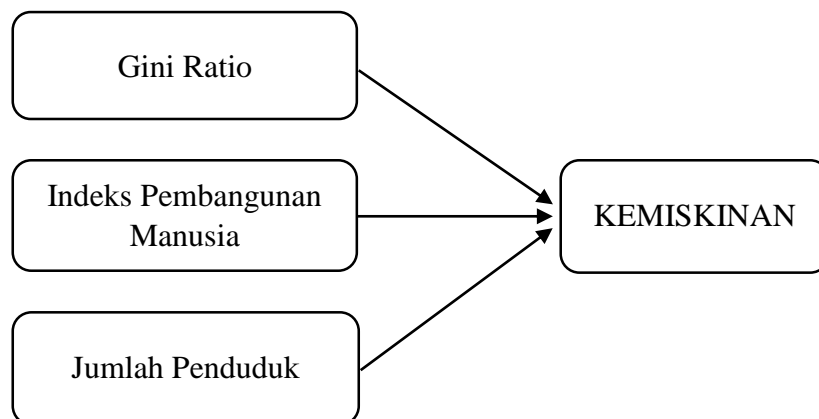 Gini Ratio
Indeks Pembangunan
Manusia
KEMISKINAN
Jumlah Penduduk